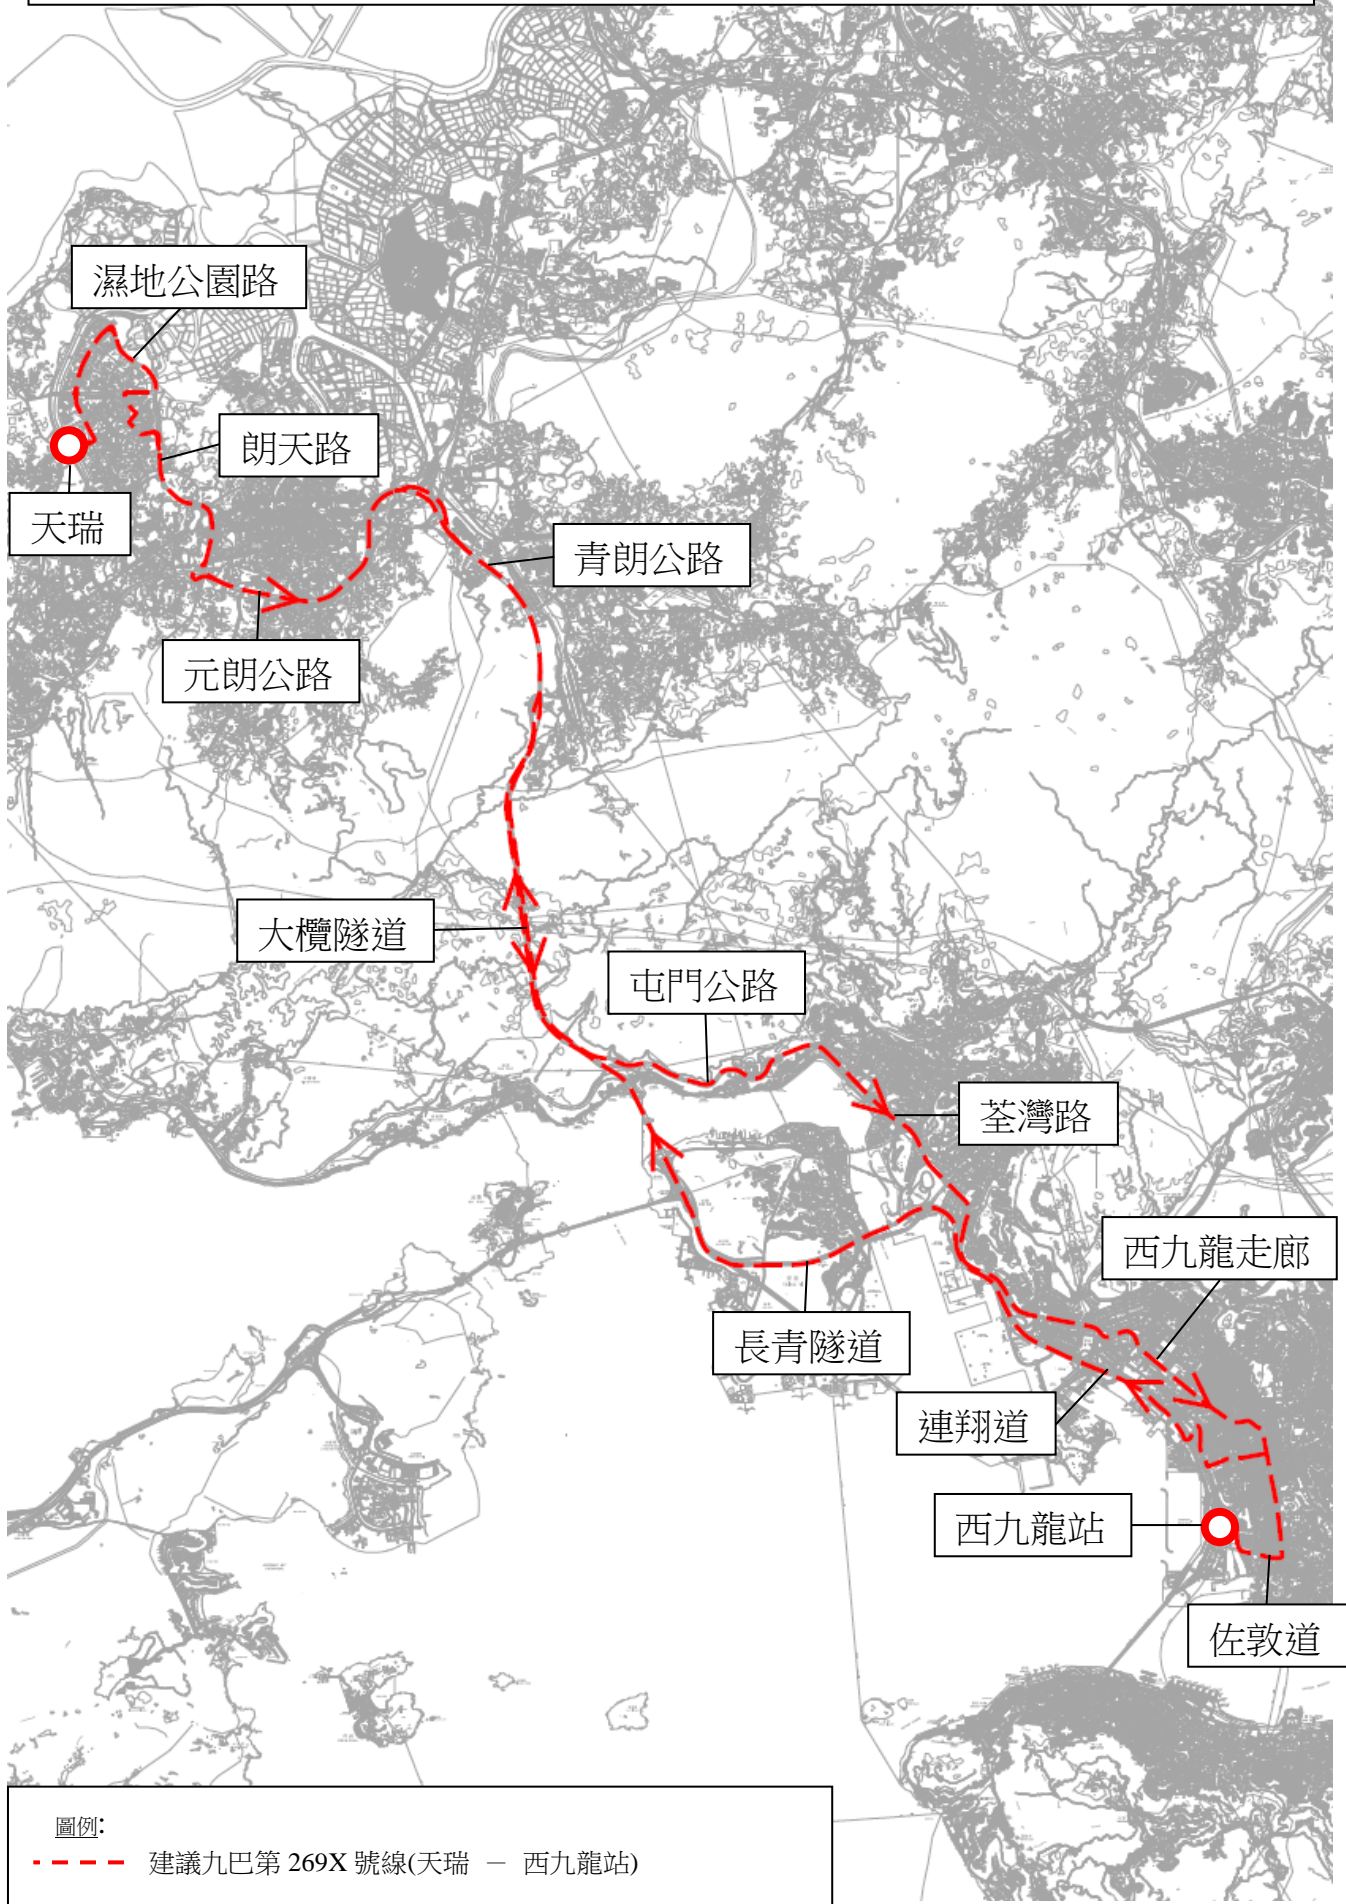 濕地公園路
朗天路
天瑞
青朗公路
元朗公路
大欖隧道
屯門公路
荃灣路
西九龍走廊
長青隧道
連翔道
西九龍站
佐敦道
圖例:
建議九巴第 269X 號線(天瑞 － 西九龍站)